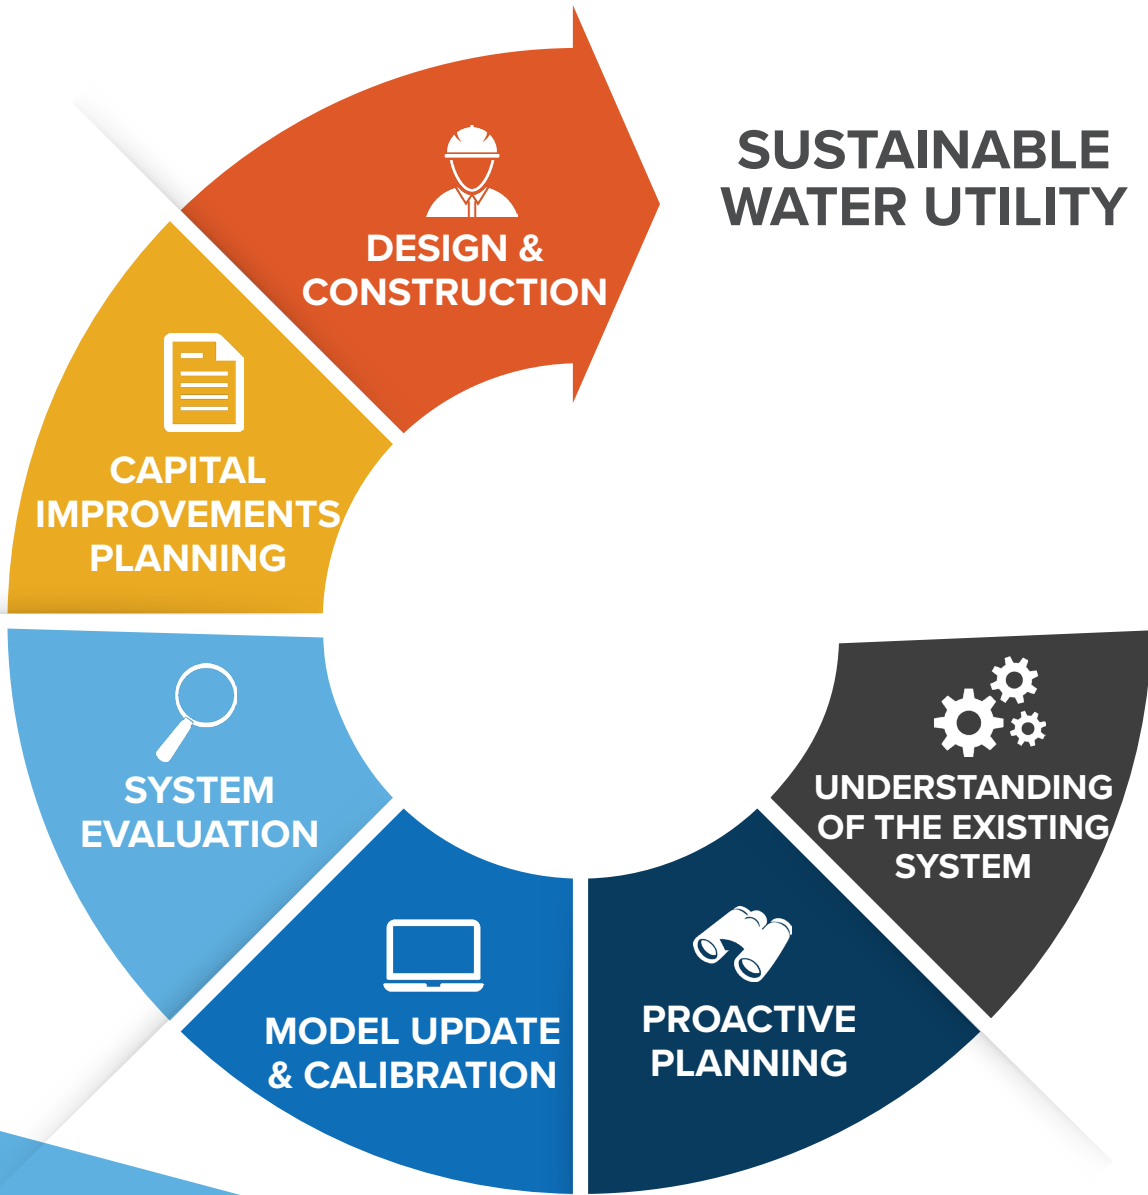 SUSTAINABLE
WATER UTILITY
DESIGN &
CONSTRUCTION
CAPITAL
IMPROVEMENTS
PLANNING
SYSTEM
EVALUATION
MODEL UPDATE
& CALIBRATION
PROACTIVE
PLANNING
UNDERSTANDING
OF THE EXISTING
SYSTEM